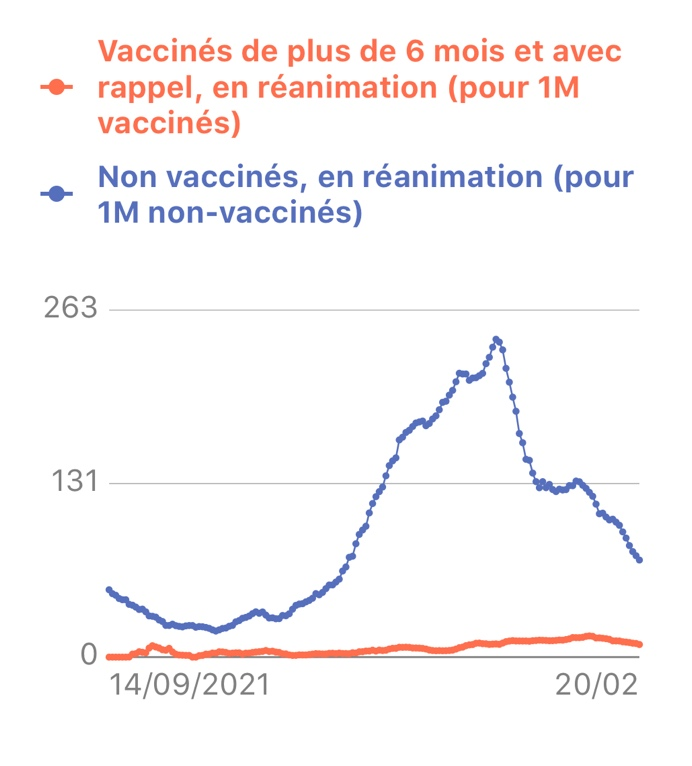 Vaccinés de plus de 6 mois et avec
rappel, en réanimation (pour 1M
vaccinés)
Non vaccinés, en réanimation (pour
1M non-vaccinés)
263
131
0
14/09/2021
20/02